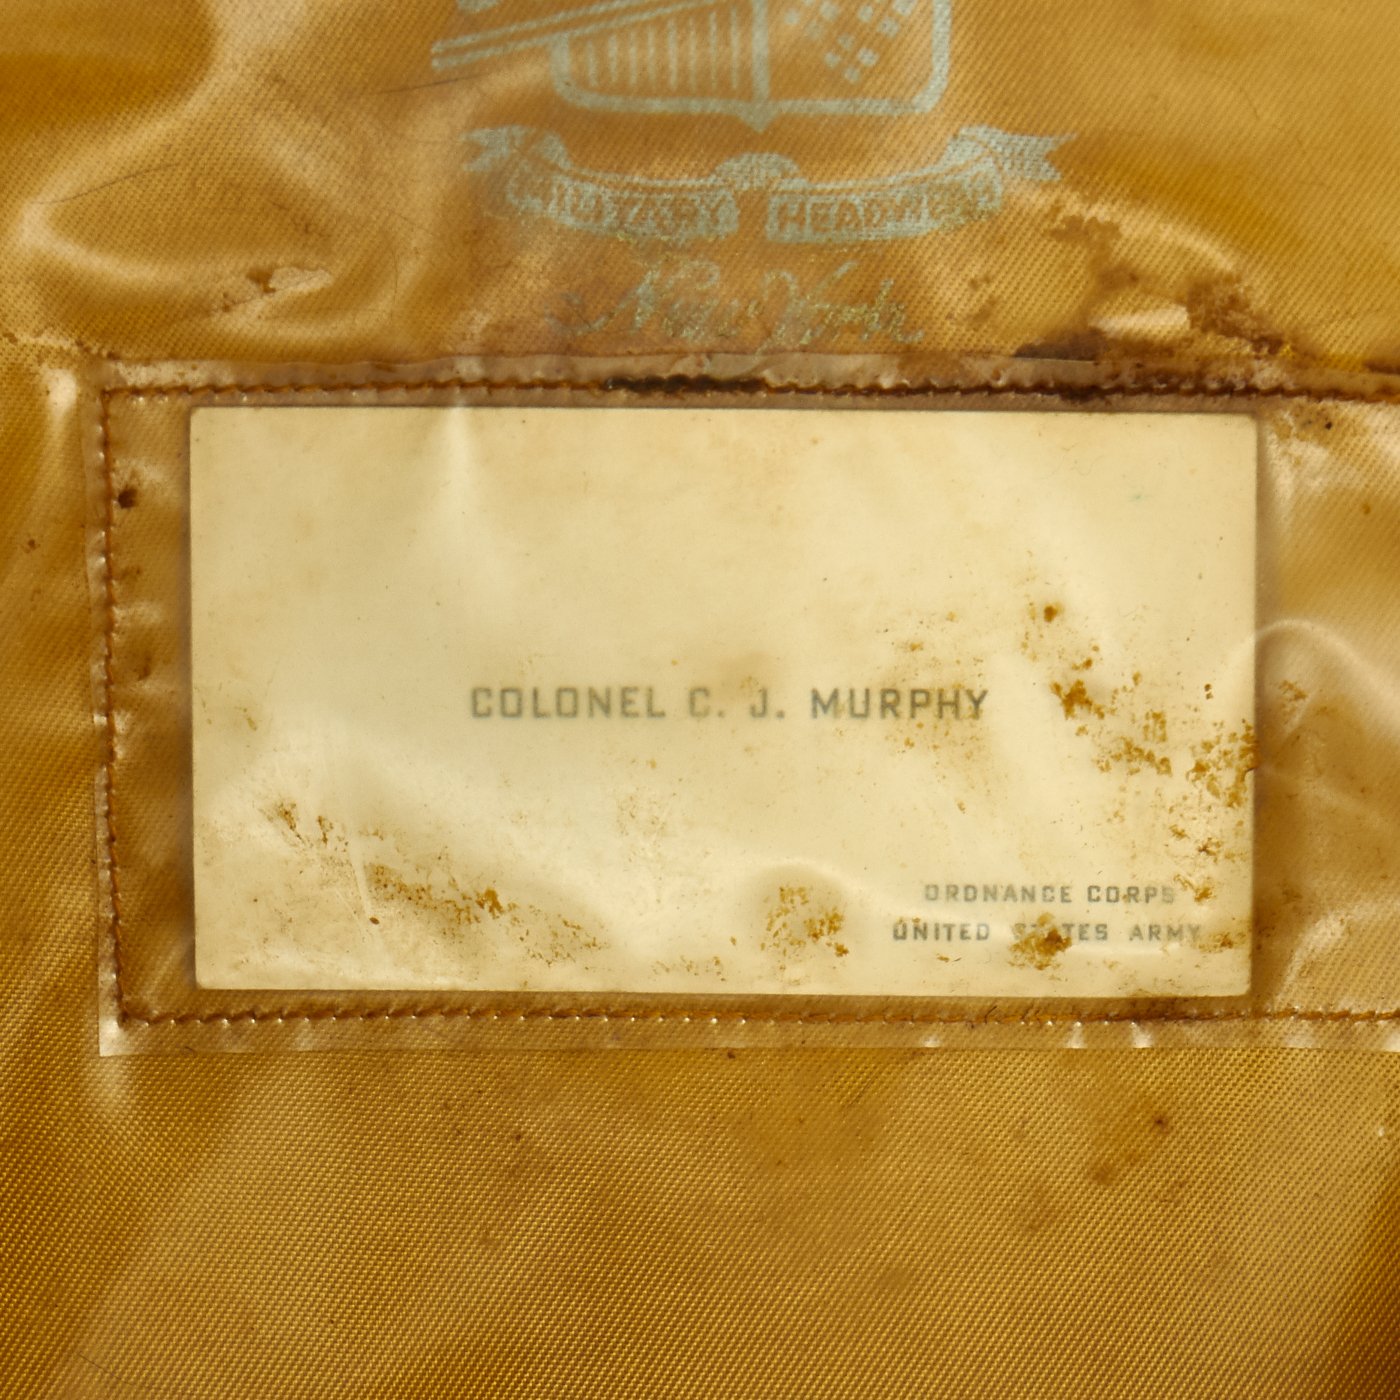 MILITARY HEADWEAR
New York
COLONEL C. J. MURPHY
ORDNANCE CORPS
UNITED STATES ARMY